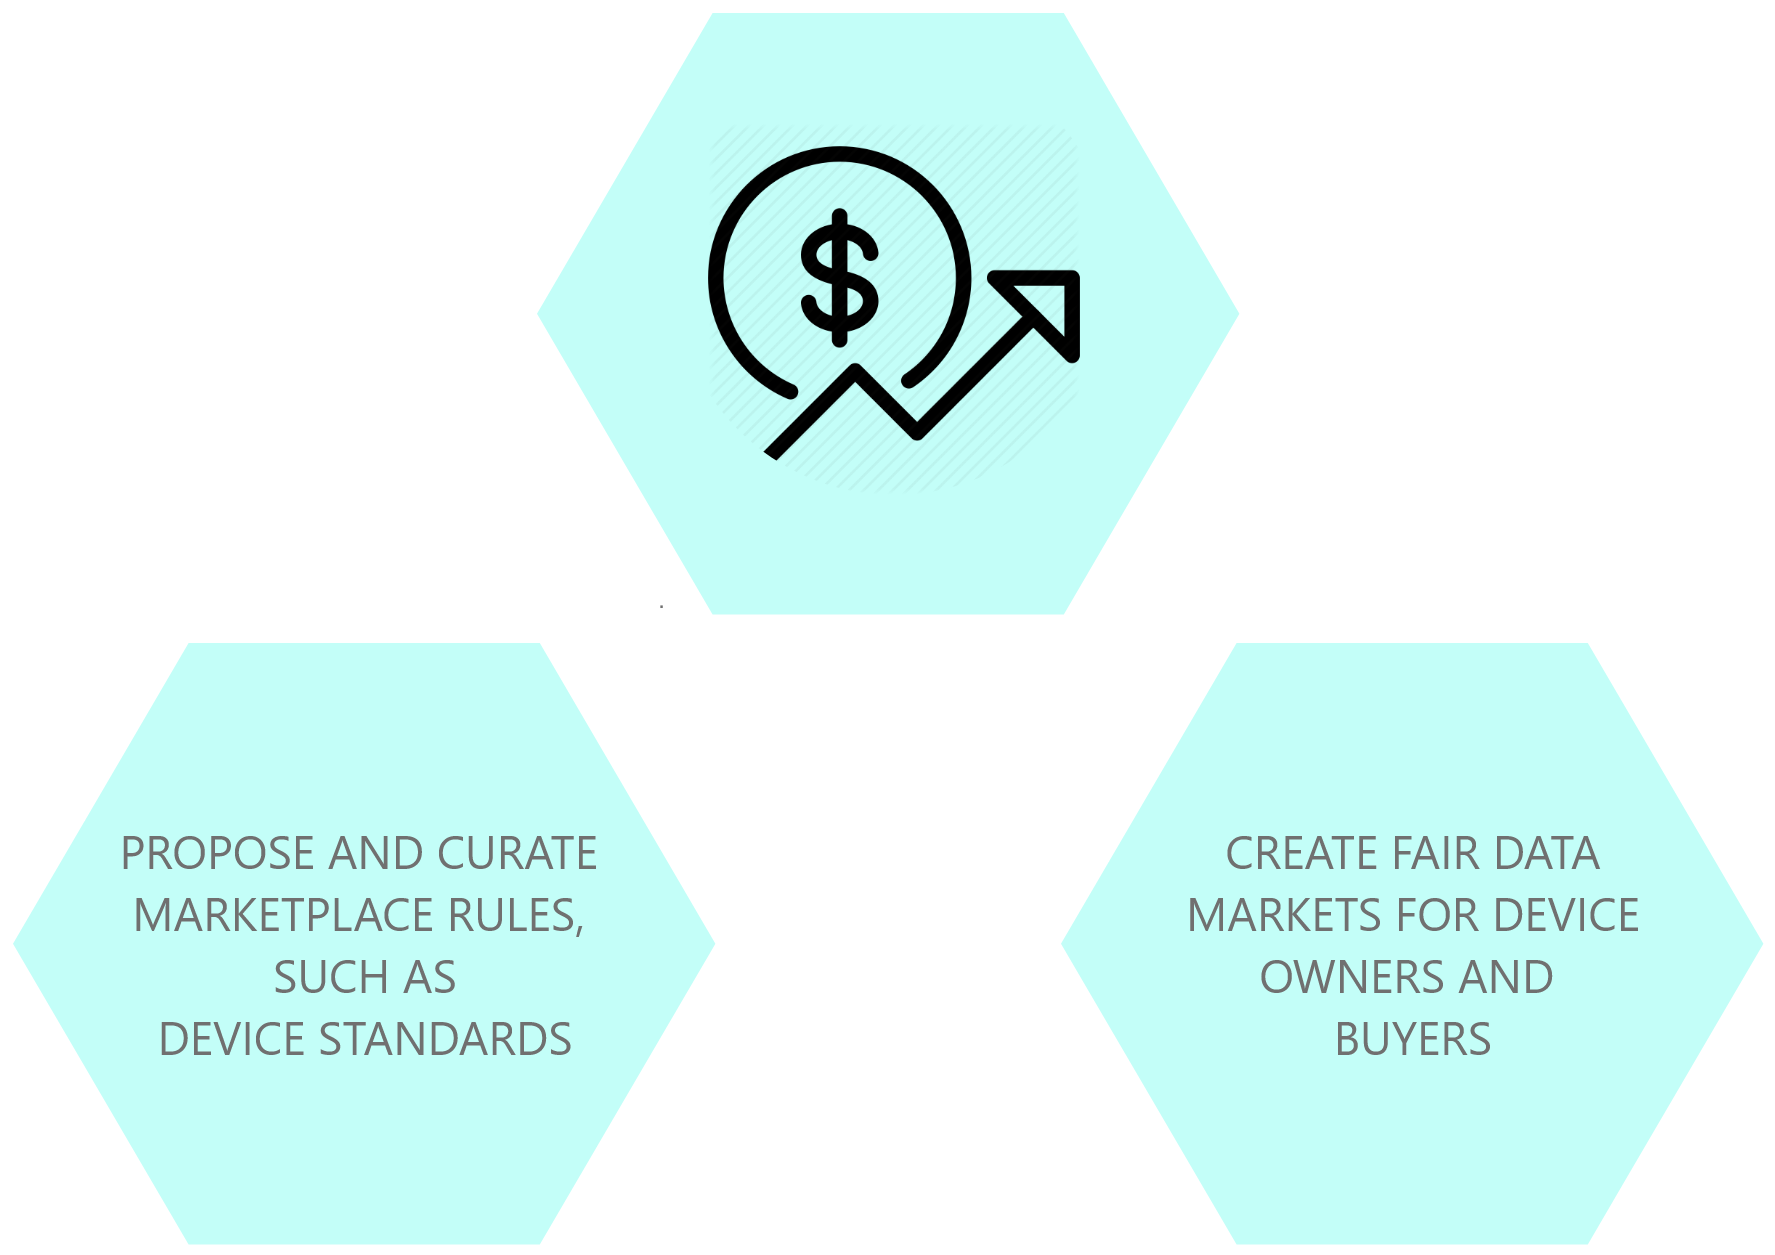 $
PROPOSE AND CURATE
MARKETPLACE RULES,
SUCH AS
DEVICE STANDARDS
CREATE FAIR DATA
MARKETS FOR DEVICE
OWNERS AND
BUYERS